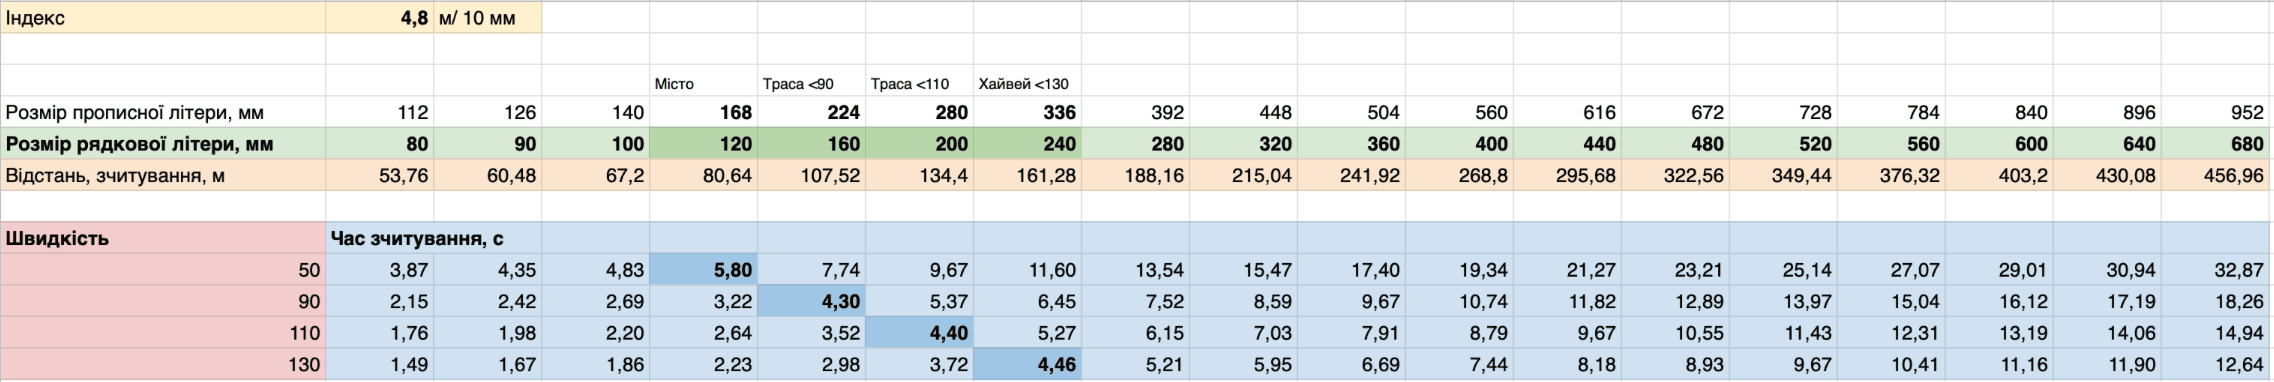 Індекс 4,8 м/ 10 мм
Місто Траса <90 Траса <110 Хайвей <130
Розмір прописної літери, мм 112 126 140 168 224 280 336 392 448 504 560 616 672 728 784 840 896 952
Розмір рядкової літери, мм 80 90 100 120 160 200 240 280 320 360 400 440 480 520 560 600 640 680
Відстань, зчитування, м 53,76 60,48 67,2 80,64 107,52 134,4 161,28 188,16 215,04 241,92 268,8 295,68 322,56 349,44 376,32 403,2 430,08 456,96
Швидкість Час зчитування, с
50 3,87 4,35 4,83 5,80 7,74 9,67 11,60 13,54 15,47 17,40 19,34 21,27 23,21 25,14 27,07 29,01 30,94 32,87
90 2,15 2,42 2,69 3,22 4,30 5,37 6,45 7,52 8,59 9,67 10,74 11,82 12,89 13,97 15,04 16,12 17,19 18,26
110 1,76 1,98 2,20 2,64 3,52 4,40 5,27 6,15 7,03 7,91 8,79 9,67 10,55 11,43 12,31 13,19 14,06 14,94
130 1,49 1,67 1,86 2,23 2,98 3,72 4,46 5,21 5,95 6,69 7,44 8,18 8,93 9,67 10,41 11,16 11,90 12,64